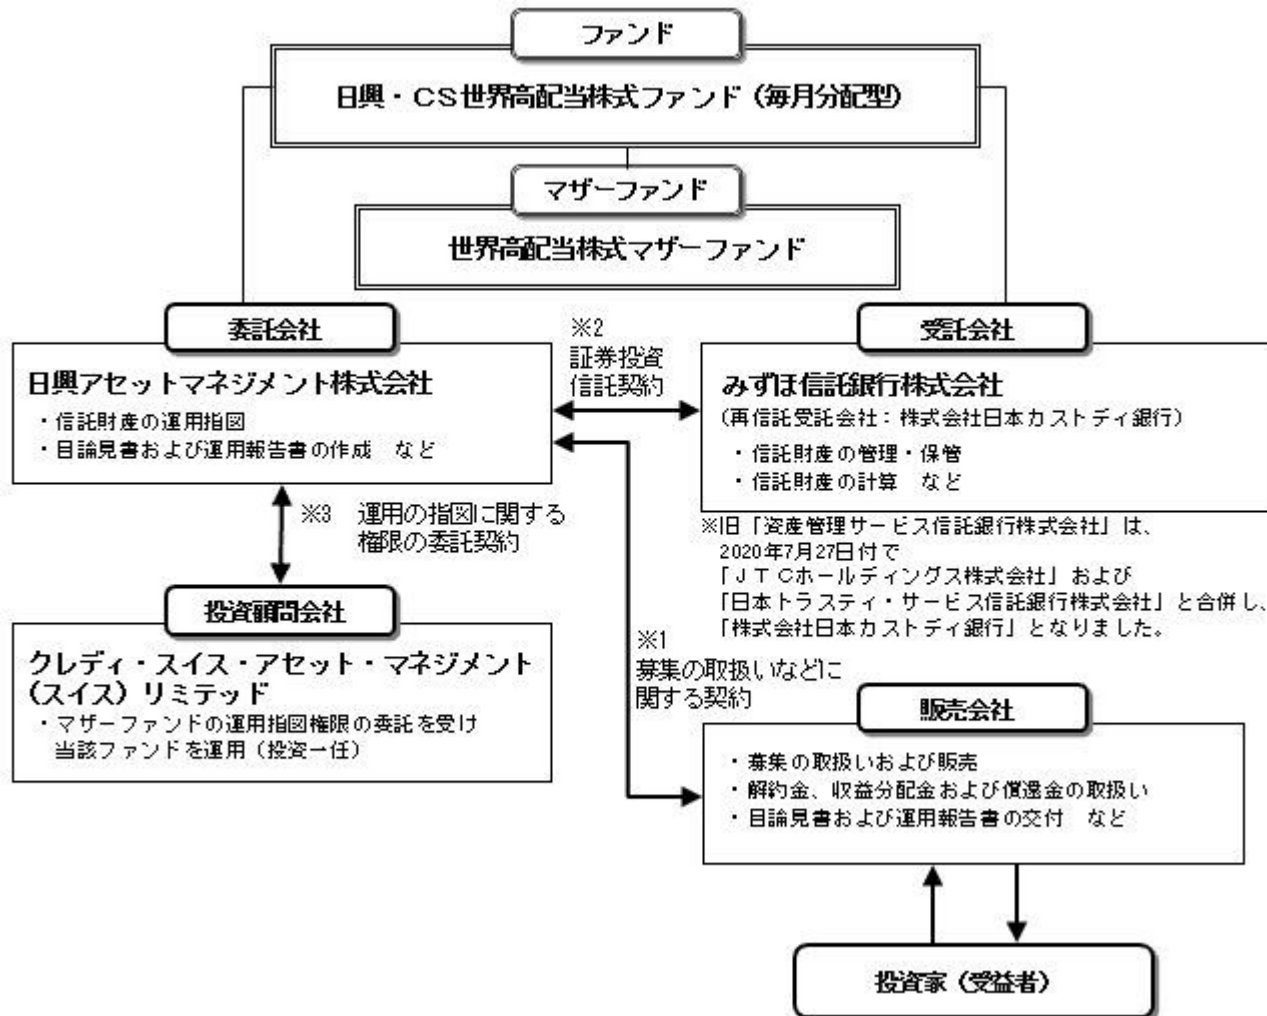 ファンド
日興・ＣＳ世界高配当株式ファンド（毎月分配型）
マザーファンド
世界高配当株式マザーファンド
委託会社
日興アセットマネジメント株式会社
・信託財産の運用指図
・目論見書および運用報告書の作成　など
※2
証券投資
信託契約
受託会社
みずほ信託銀行株式会社
（再信託受託会社：株式会社日本カストディ銀行）
・信託財産の管理・保管
・信託財産の計算　など
※旧「資産管理サービス信託銀行株式会社」は、
2020年7月27日付で
「ＪＴＣホールディングス株式会社」および
「日本トラスティ・サービス信託銀行株式会社」と合併し、
「株式会社日本カストディ銀行」となりました。
※3　運用の指図に関する
権限の委託契約
投資顧問会社
クレディ・スイス・アセット・マネジメント
（スイス）リミテッド
・マザーファンドの運用指図権限の委託を受け
当該ファンドを運用（投資一任）
※1
募集の取扱いなどに
関する契約
販売会社
・募集の取扱いおよび販売
・解約金、収益分配金および償還金の取扱い
・目論見書および運用報告書の交付　など
投資家（受益者）